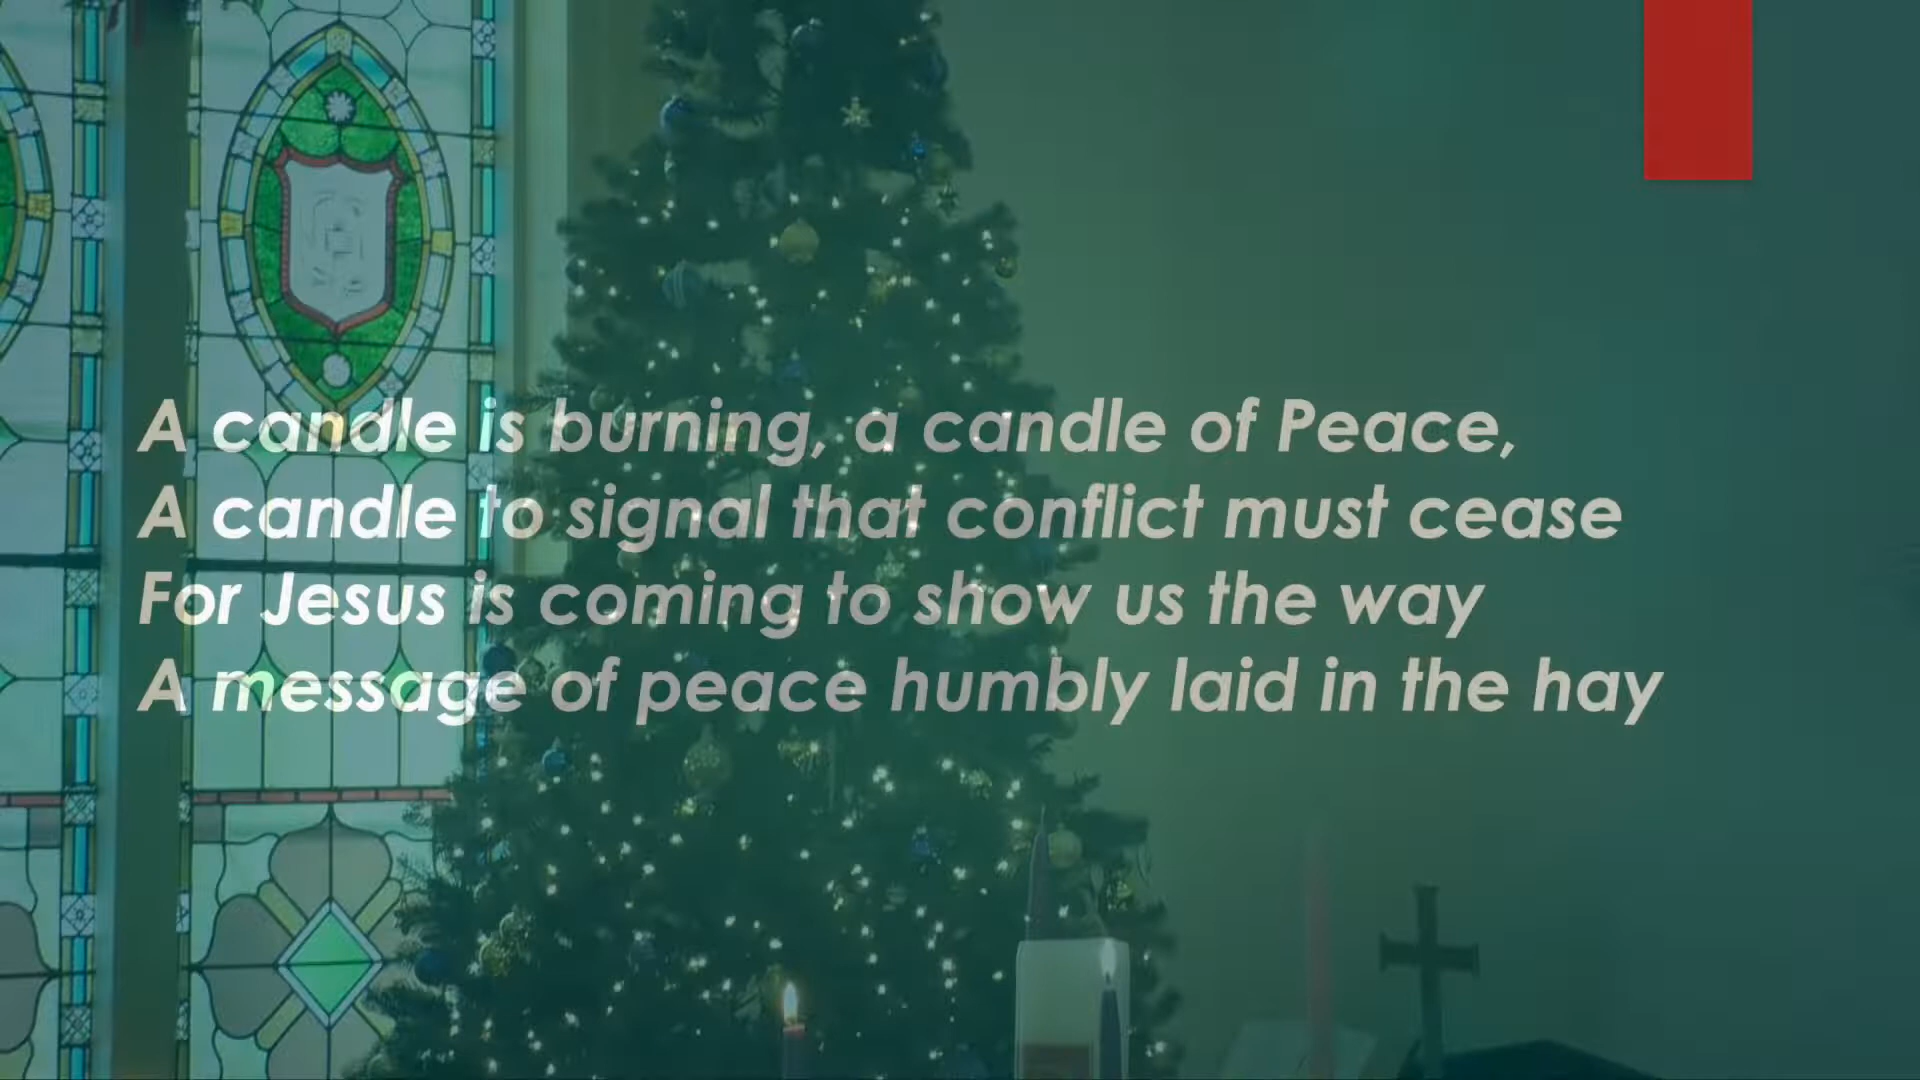 A candle is burning, a candle of Peace,
A candle to signal that conflict must cease
For Jesus is coming to show us the way
A message of peace humbly laid in the hay